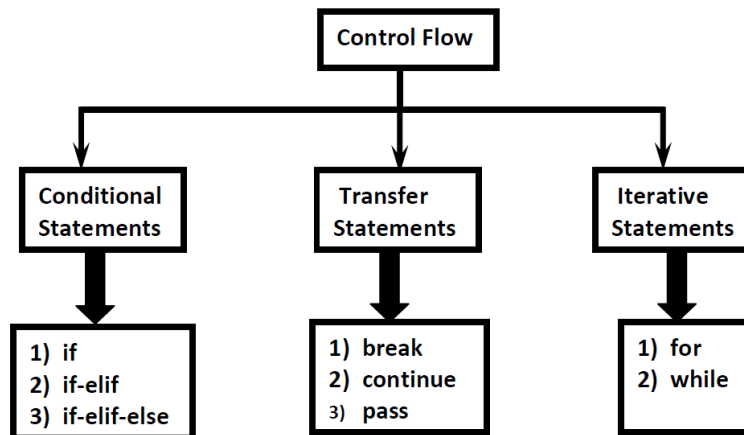 Control Flow
Conditional
Statements
Transfer
Statements
Iterative
Statements
1) if
2) if-elif
3) if-elif-else
1) break
2) continue
3) pass
1) for
2) while